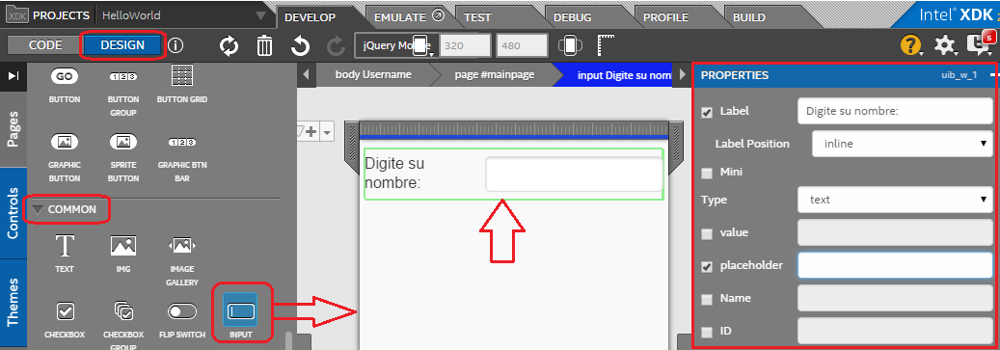 XDK PROJECTS HelloWorld DEVELOP EMULATE TEST DEBUG PROFILE BUILD Intel® XDK
CODE DESIGN jQuery Mo 320 480 5
body Username page #mainpage input Digite su nom
PROPERTIES uib_w_1
GO 1 2 3
BUTTON BUTTON GROUP BUTTON GRID
1 2 3
GRAPHIC BUTTON SPRITE BUTTON GRAPHIC BTN BAR
COMMON
T
TEXT IMG IMAGE GALLERY
CHECKBOX CHECKBOX GROUP FLIP SWITCH INPUT
Pages
Controls
Themes
Digite su
nombre:
Label Digite su nombre:
Label Position inline
Mini
Type text
value
placeholder
Name
ID